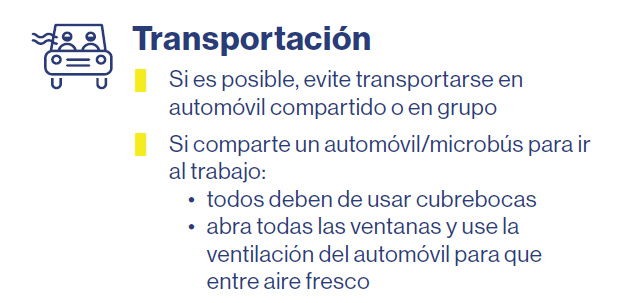 Transportación
Si es posible, evite transportarse en
automóvil compartido o en grupo
Si comparte un automóvil/microbús para ir
al trabajo:
• todos deben de usar cubrebocas
• abra todas las ventanas y use la
ventilación del automóvil para que
entre aire fresco